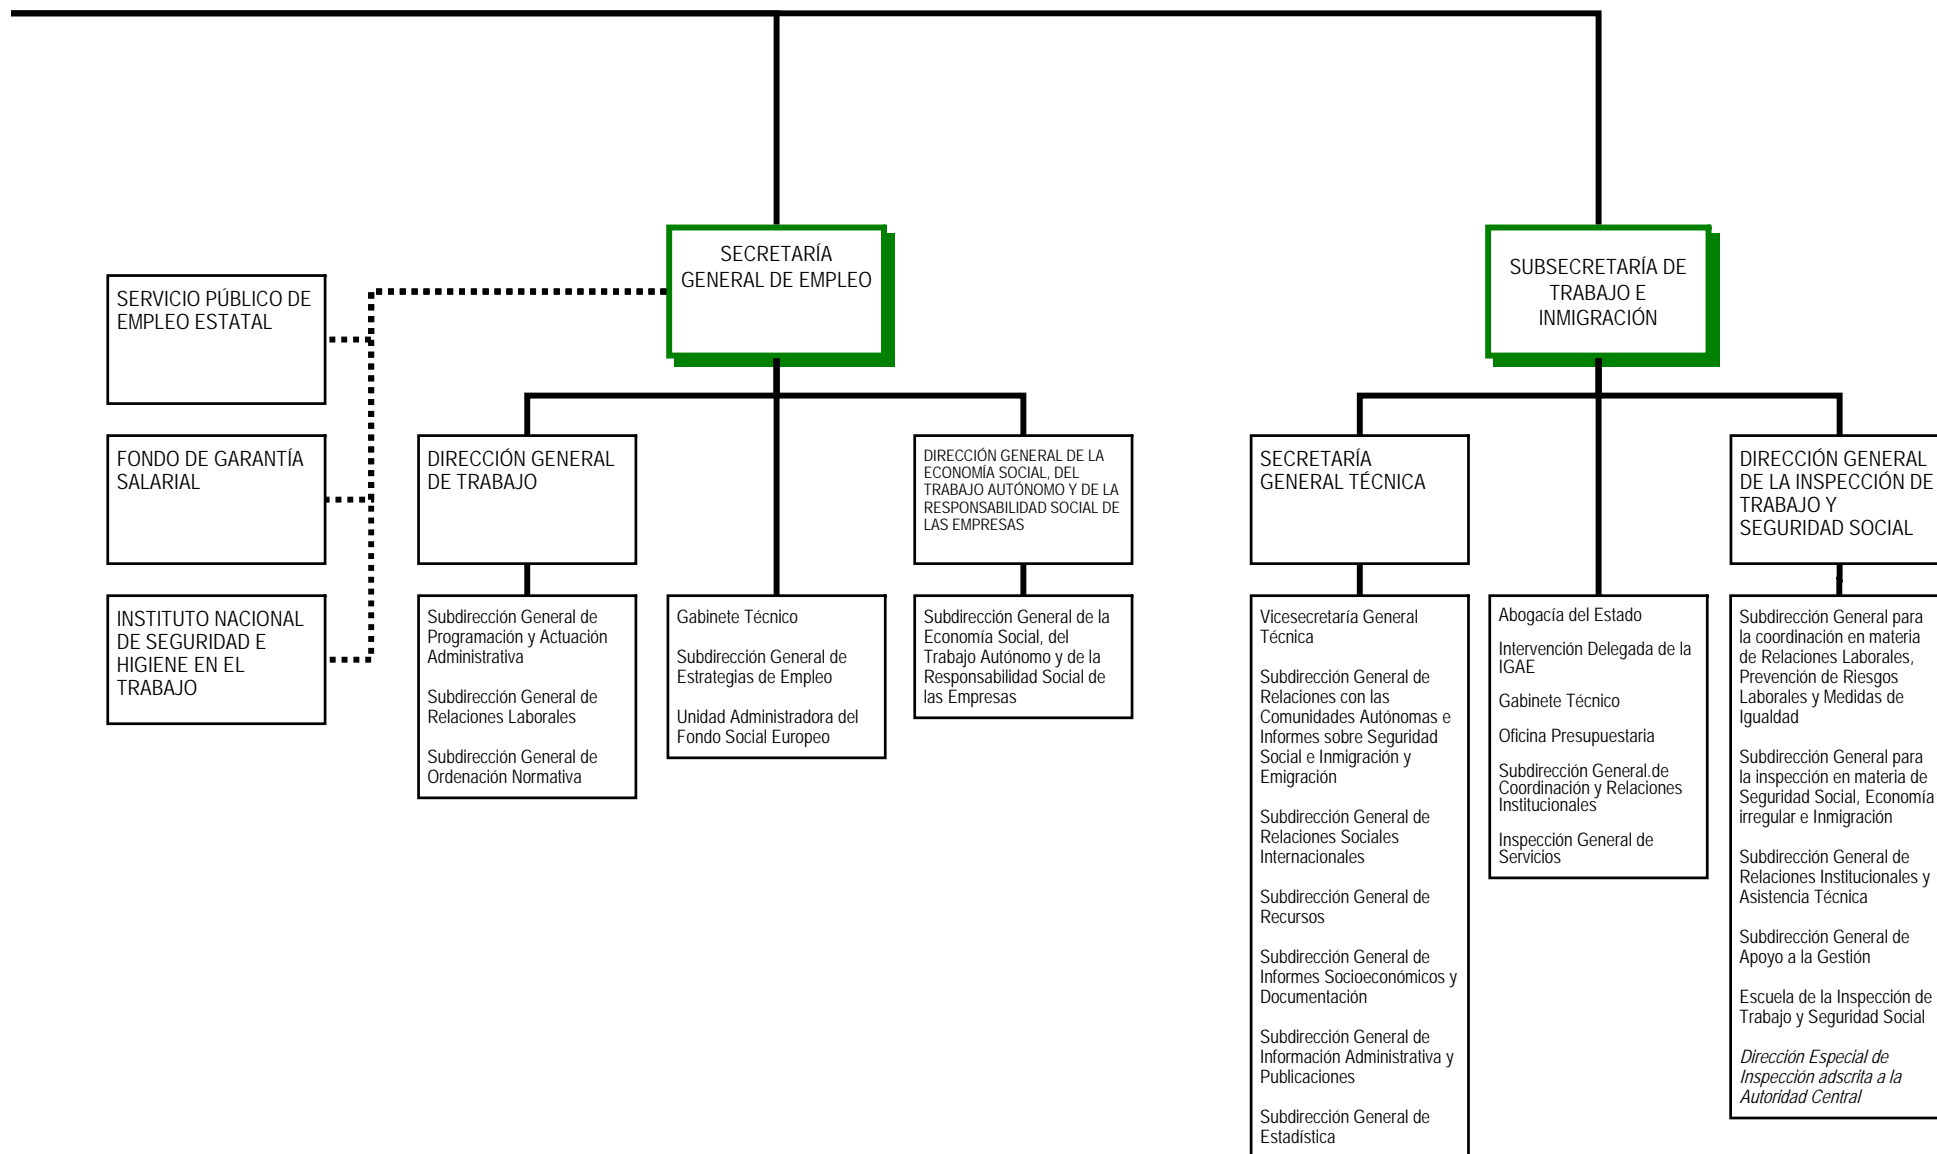 SECRETARÍA
GENERAL DE EMPLEO
SUBSECRETARÍA DE
TRABAJO E
INMIGRACIÓN
SERVICIO PÚBLICO DE
EMPLEO ESTATAL
FONDO DE GARANTÍA
SALARIAL
INSTITUTO NACIONAL
DE SEGURIDAD E
HIGIENE EN EL
TRABAJO
DIRECCIÓN GENERAL
DE TRABAJO
Subdirección General de
Programación y Actuación
Administrativa
Subdirección General de
Relaciones Laborales
Subdirección General de
Ordenación Normativa
Gabinete Técnico
Subdirección General de
Estrategias de Empleo
Unidad Administradora del
Fondo Social Europeo
DIRECCIÓN GENERAL DE LA
ECONOMÍA SOCIAL, DEL
TRABAJO AUTÓNOMO Y DE LA
RESPONSABILIDAD SOCIAL DE
LAS EMPRESAS
Subdirección General de la
Economía Social, del
Trabajo Autónomo y de la
Responsabilidad Social de
las Empresas
SECRETARÍA
GENERAL TÉCNICA
Vicesecretaría General
Técnica
Subdirección General de
Relaciones con las
Comunidades Autónomas e
Informes sobre Seguridad
Social e Inmigración y
Emigración
Subdirección General de
Relaciones Sociales
Internacionales
Subdirección General de
Recursos
Subdirección General de
Informes Socioeconómicos y
Documentación
Subdirección General de
Información Administrativa y
Publicaciones
Subdirección General de
Estadística
Abogacía del Estado
Intervención Delegada de la
IGAE
Gabinete Técnico
Oficina Presupuestaria
Subdirección General.de
Coordinación y Relaciones
Institucionales
Inspección General de
Servicios
DIRECCIÓN GENERAL
DE LA INSPECCIÓN DE
TRABAJO Y
SEGURIDAD SOCIAL
Subdirección General para
la coordinación en materia
de Relaciones Laborales,
Prevención de Riesgos
Laborales y Medidas de
Igualdad
Subdirección General para
la inspección en materia de
Seguridad Social, Economía
irregular e Inmigración
Subdirección General de
Relaciones Institucionales y
Asistencia Técnica
Subdirección General de
Apoyo a la Gestión
Escuela de la Inspección de
Trabajo y Seguridad Social
Dirección Especial de
Inspección adscrita a la
Autoridad Central